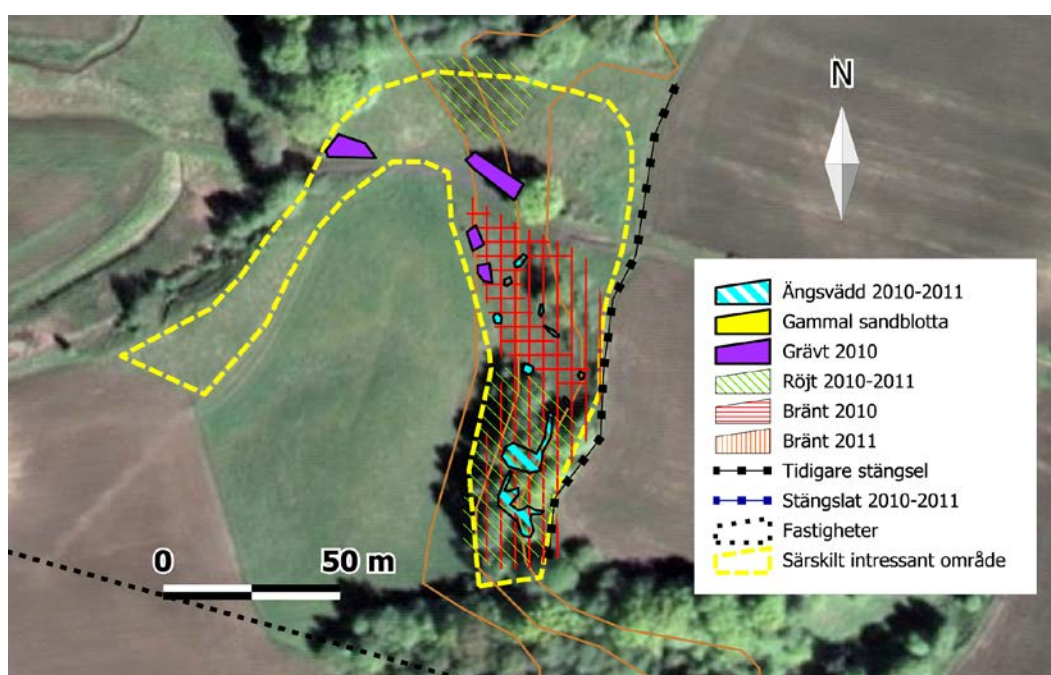 N
Ängsvädd 2010-2011
Gammal sandblotta
Grävt 2010
Röjt 2010-2011
Bränt 2010
Bränt 2011
Tidigare stängsel
Stängslat 2010-2011
Fastigheter
Särskilt intressant område
0 50 m